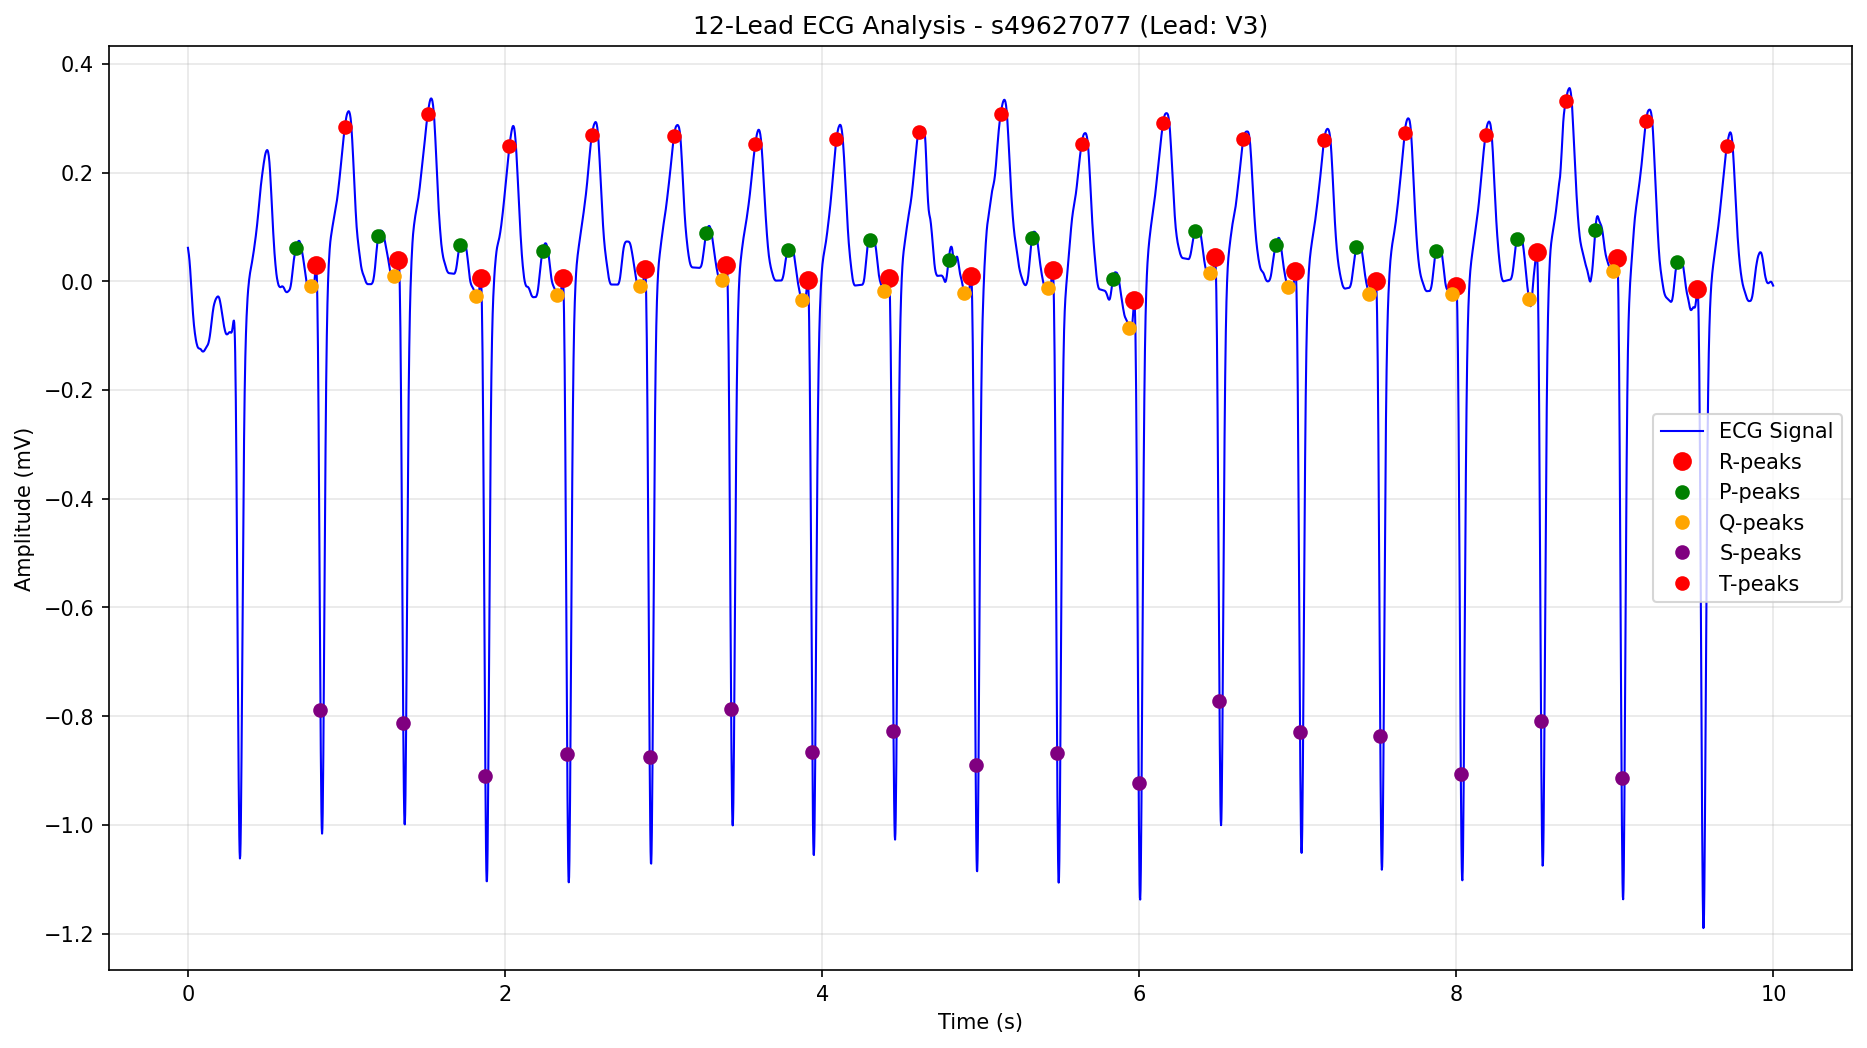 12-Lead ECG Analysis - s49627077 (Lead: V3)
Amplitude (mV)
0.4
0.2
0.0
−0.2
−0.4
−0.6
−0.8
−1.0
−1.2
ECG Signal
R-peaks
P-peaks
Q-peaks
S-peaks
T-peaks
0 2 4 6 8 10
Time (s)